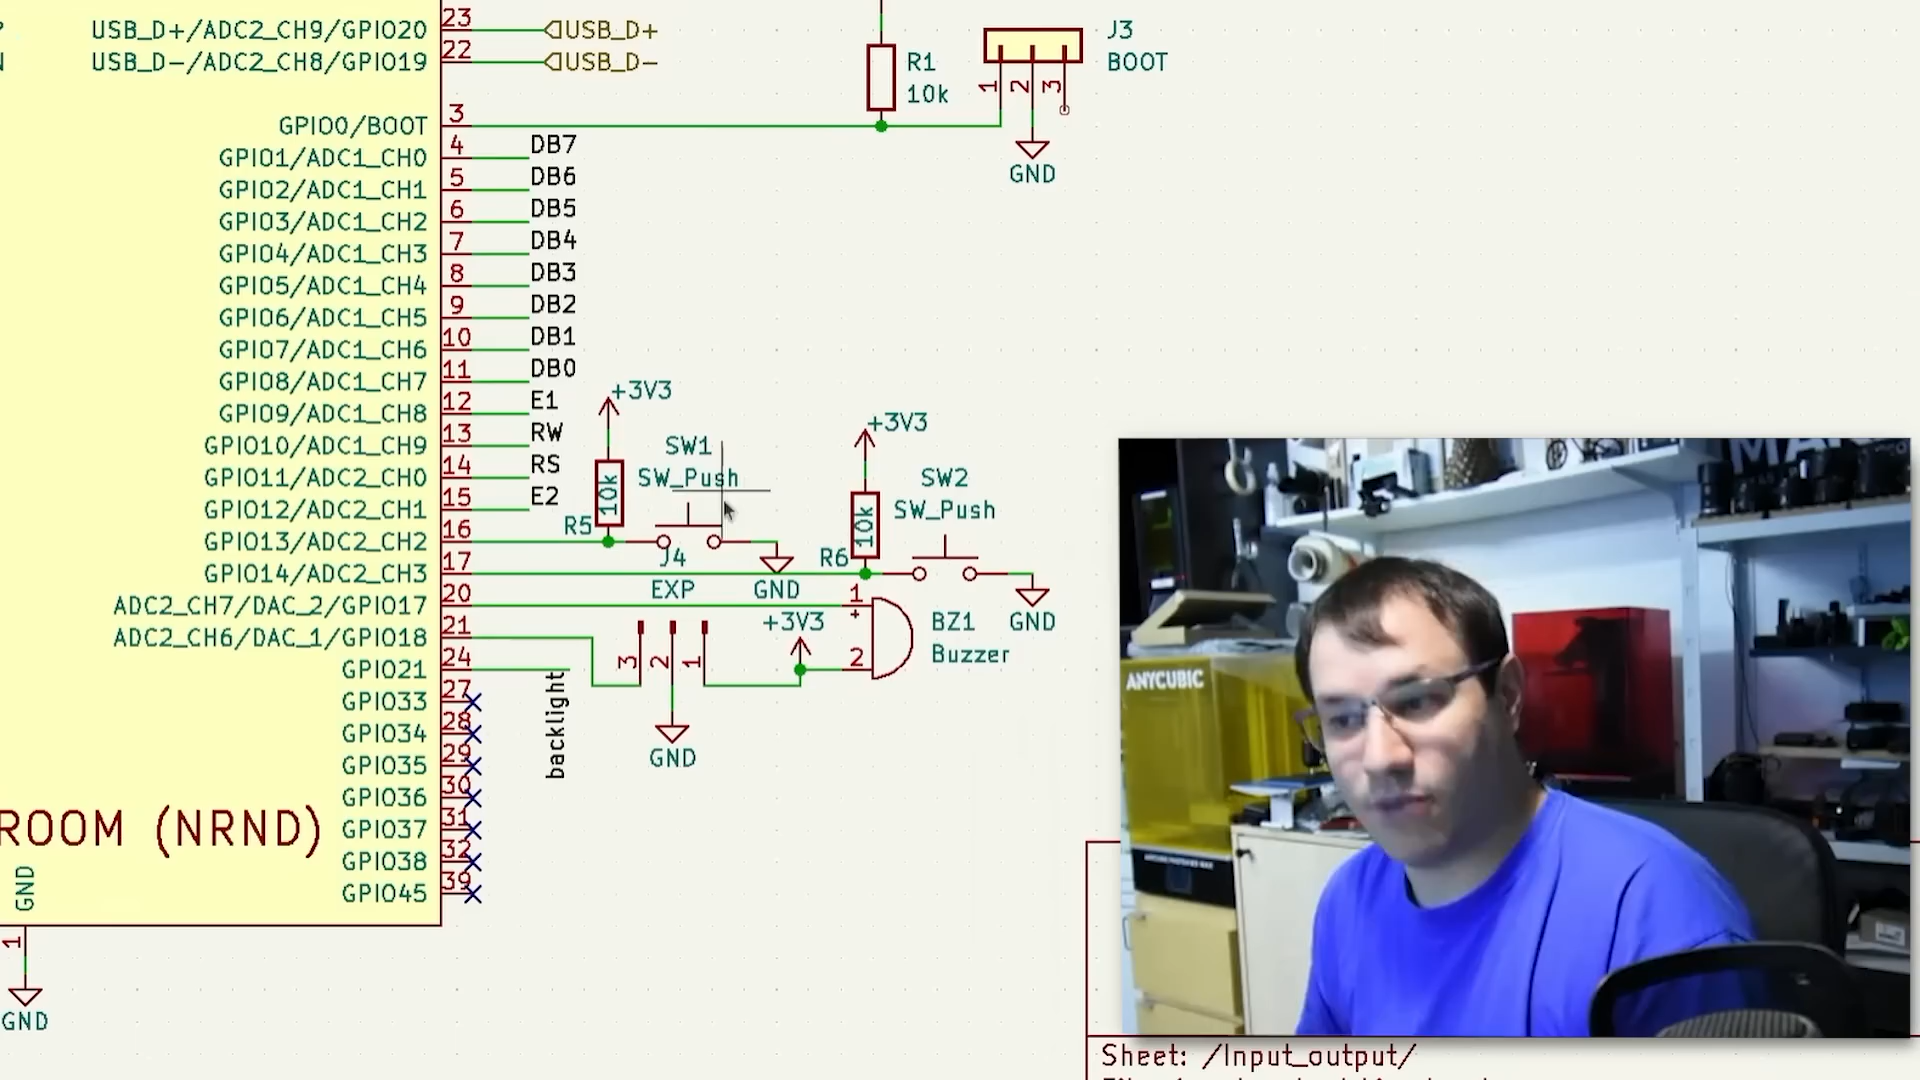 USB_D+/ADC2_CH9/GPIO20 23 USB_D+
USB_D-/ADC2_CH8/GPIO19 22 USB_D-
R1
10k
J3
BOOT
1 2 3
GND
GPIO0/BOOT 3
GPIO1/ADC1_CH0 4 DB7
GPIO2/ADC1_CH1 5 DB6
GPIO3/ADC1_CH2 6 DB5
GPIO4/ADC1_CH3 7 DB4
GPIO5/ADC1_CH4 8 DB3
GPIO6/ADC1_CH5 9 DB2
GPIO7/ADC1_CH6 10 DB1
GPIO8/ADC1_CH7 11 DB0
GPIO9/ADC1_CH8 12 E1
GPIO10/ADC1_CH9 13 RW
GPIO11/ADC2_CH0 14 RS
GPIO12/ADC2_CH1 15 E2
GPIO13/ADC2_CH2 16
GPIO14/ADC2_CH3 17
ADC2_CH7/DAC_2/GPIO17 20
ADC2_CH6/DAC_1/GPIO18 21
GPIO21 24
GPIO33 27
GPIO34 28
GPIO35 29
GPIO36 30
GPIO37 31
GPIO38 32
GPIO45 39
backlight
+3V3
10k
R5
SW1
SW_Push
GND
+3V3
10k
R6
SW2
SW_Push
GND
J4
EXP
3 2 1
GND
+3V3
1
+
2
BZ1
Buzzer
ROOM (NRND)
GND
1
GND
ANYCUBIC
MA
Sheet: /Input_output/